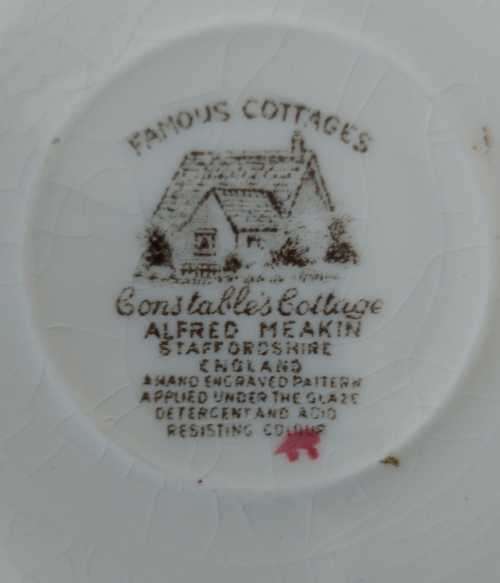 FAMOUS COTTAGES
Constable's Cottage
ALFRED MEAKIN
STAFFORDSHIRE
ENGLAND
A HAND ENGRAVED PATTERN
APPLIED UNDER THE GLAZE
DETERGENT AND ACID
RESISTING COLOUR